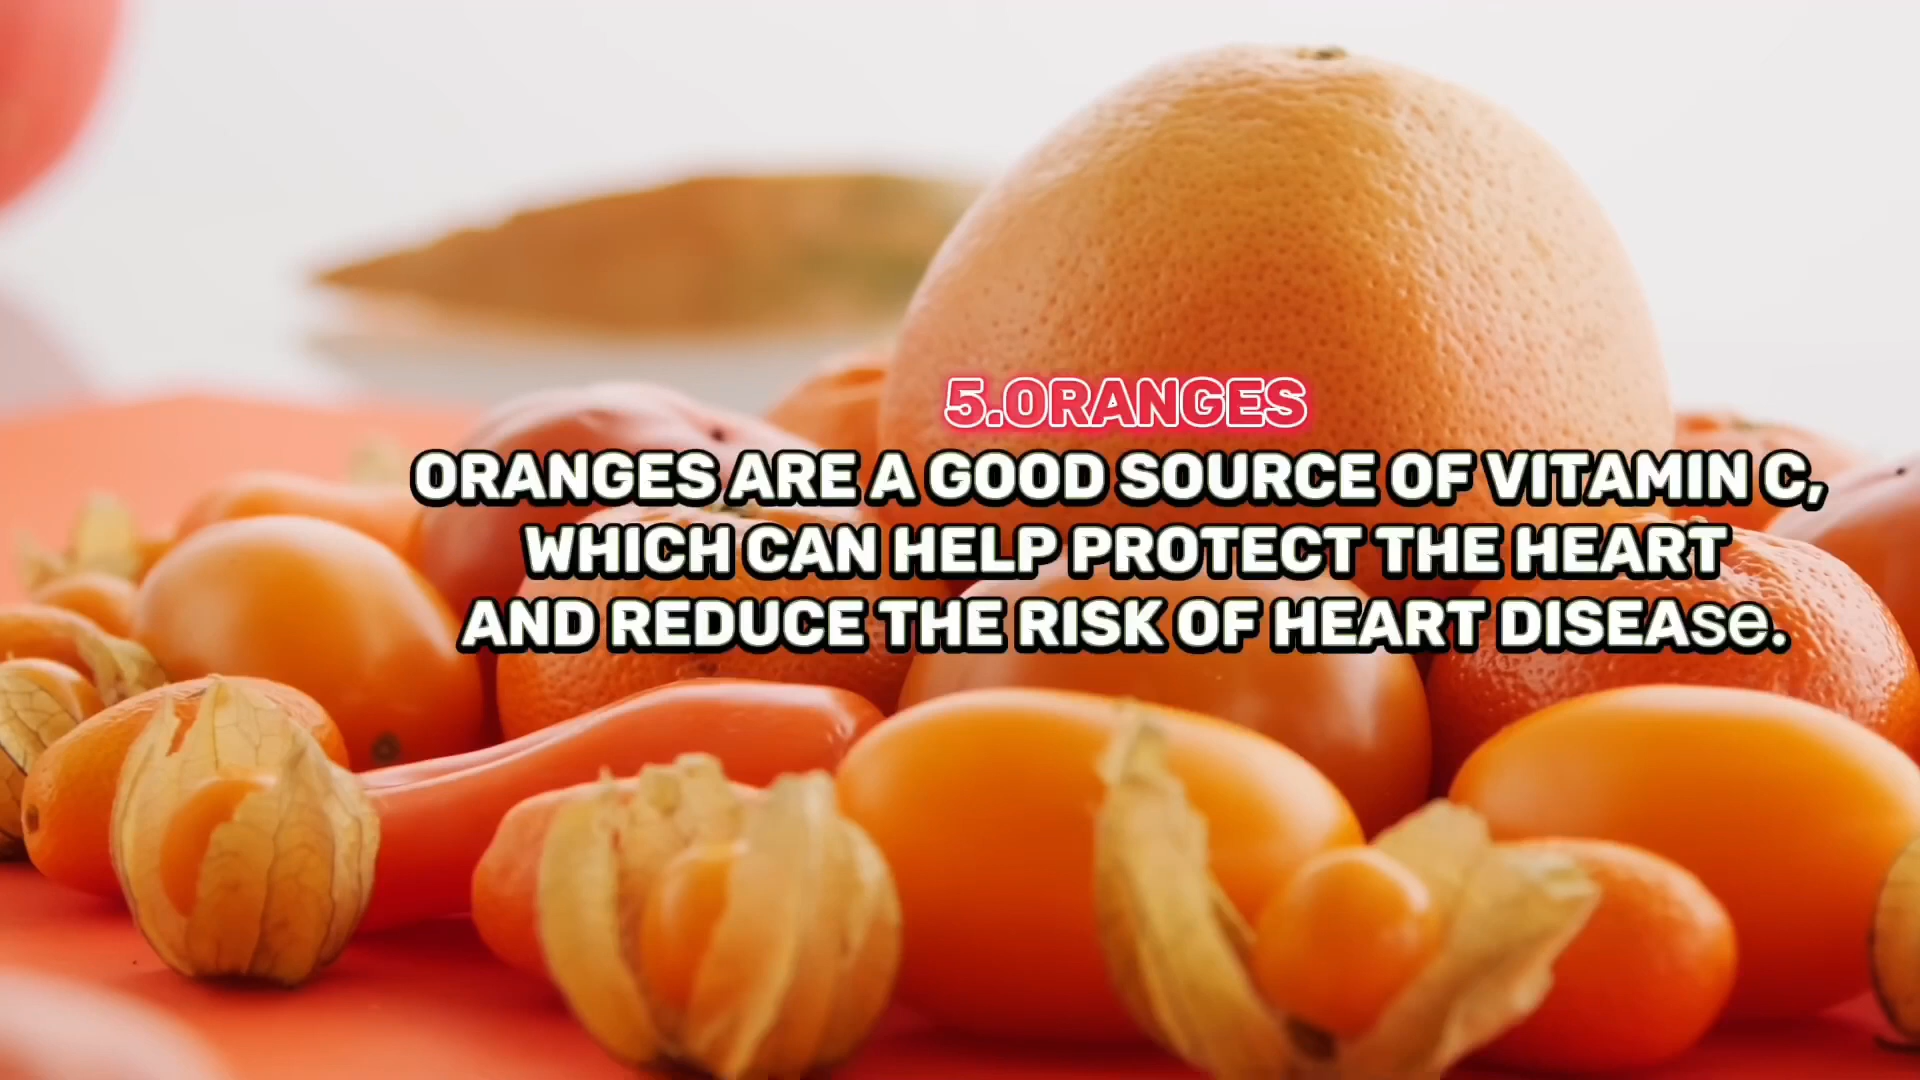 5.ORANGES
ORANGES ARE A GOOD SOURCE OF VITAMIN C,
WHICH CAN HELP PROTECT THE HEART
AND REDUCE THE RISK OF HEART DISEAse.